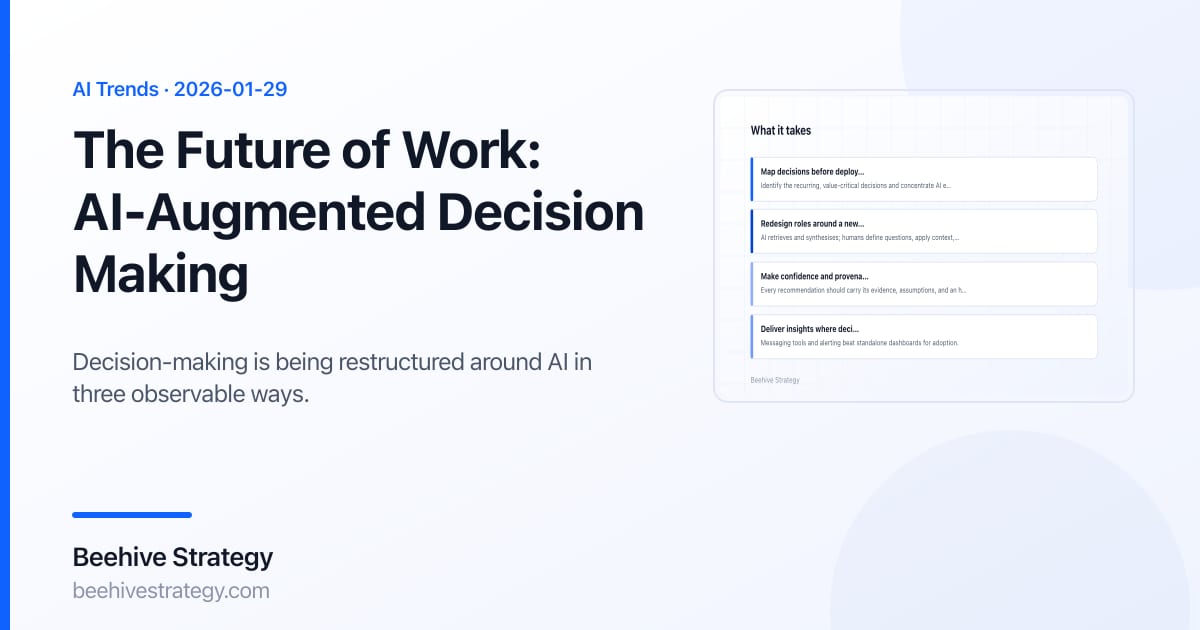 AI Trends · 2026-01-29
The Future of Work:
AI-Augmented Decision
Making
Decision-making is being restructured around AI in
three observable ways.
Beehive Strategy
beehivestrategy.com
What it takes
Map decisions before deploy...
Identify the recurring, value-critical decisions and concentrate AI e...
Redesign roles around a new...
AI retrieves and synthesises; humans define questions, apply context,...
Make confidence and provena...
Every recommendation should carry its evidence, assumptions, and an h...
Deliver insights where deci...
Messaging tools and alerting beat standalone dashboards for adoption.
Beehive Strategy